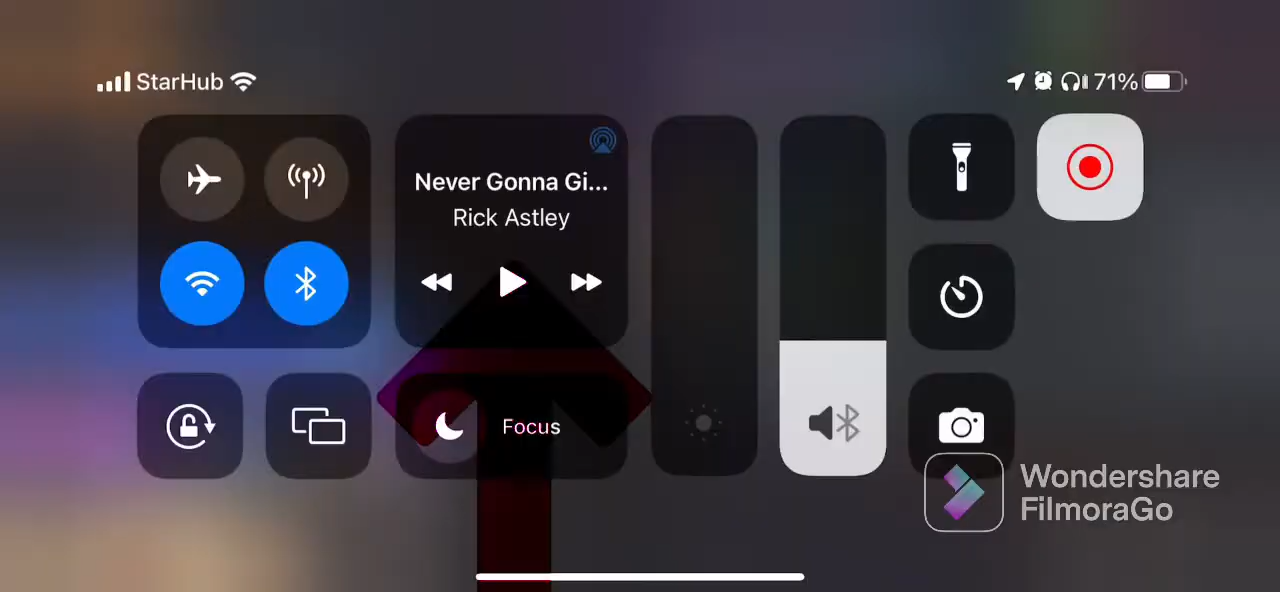 StarHub
71%
Never Gonna Gi...
Rick Astley
Focus
Wondershare
FilmoraGo